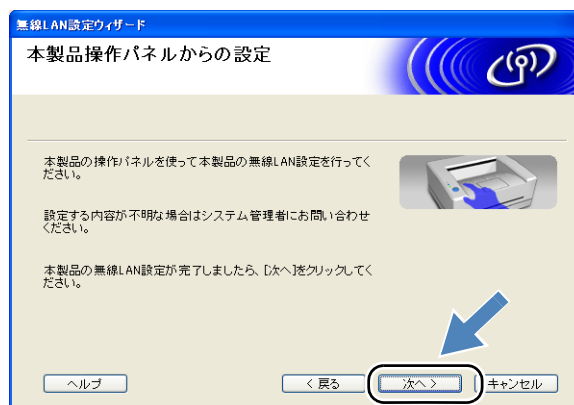 無線LAN設定ウィザード
本製品操作パネルからの設定
本製品の操作パネルを使って本製品の無線LAN設定を行ってく
ださい。
設定する内容が不明な場合はシステム管理者にお問い合わせ
ください。
本製品の無線LAN設定が完了しましたら、[次へ]をクリックしてく
ださい。
ヘルプ
< 戻る
次へ >
キャンセル